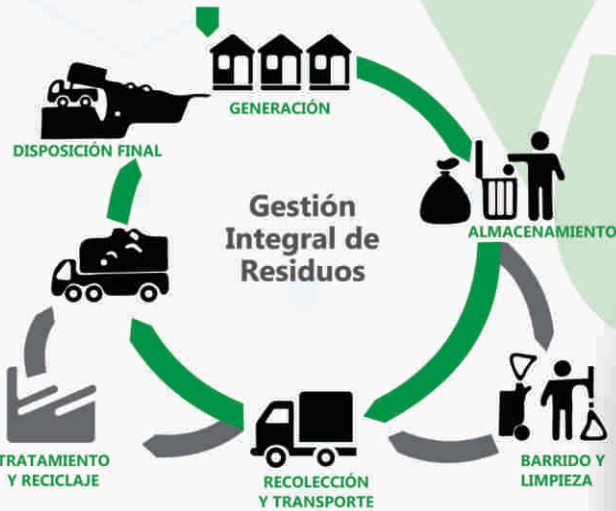 GENERACIÓN
DISPOSICIÓN FINAL
Gestión
Integral de
Residuos
ALMACENAMIENTO
TRATAMIENTO
Y RECICLAJE
RECOLECCIÓN
Y TRANSPORTE
BARRIDO Y
LIMPIEZA